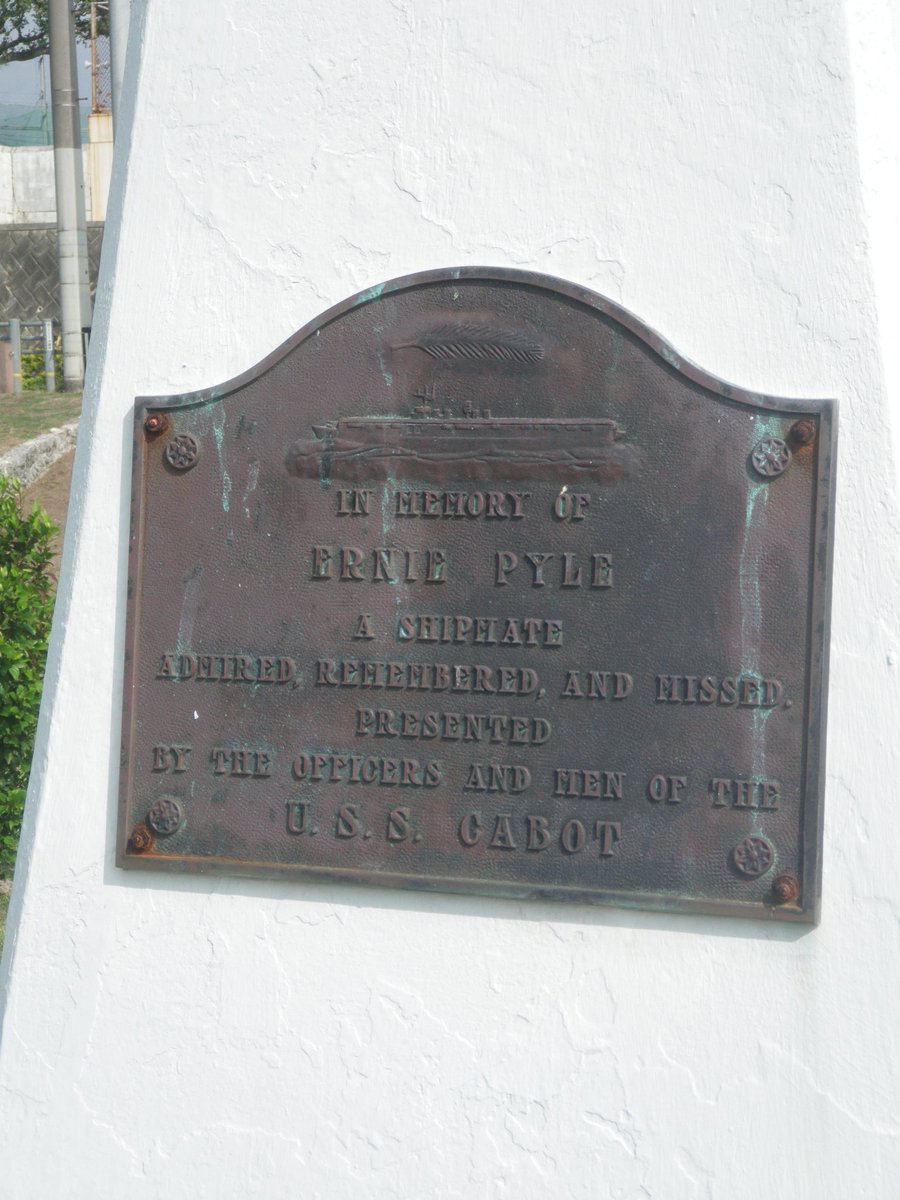 IN MEMORY OF
ERNIE PYLE
A SHIPMATE
ADMIRED, REMEMBERED, AND MISSED.
PRESENTED
BY THE OFFICERS AND MEN OF THE
U.S.S. CABOT